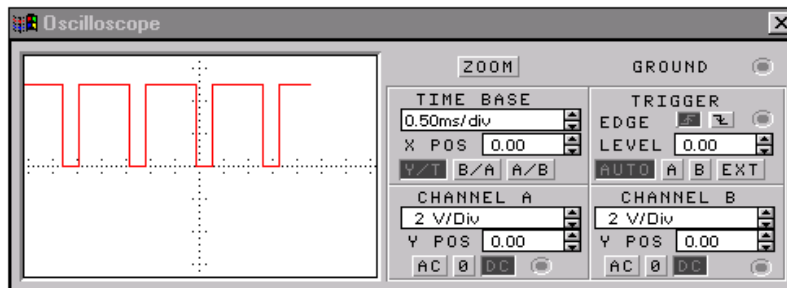 Oscilloscope
ZOOM
GROUND
TIME BASE
0.50ms/div
X POS 0.00
Y/T B/A A/B
TRIGGER
EDGE
LEVEL 0.00
AUTO A B EXT
CHANNEL A
2 V/Div
Y POS 0.00
AC 0 DC
CHANNEL B
2 V/Div
Y POS 0.00
AC 0 DC